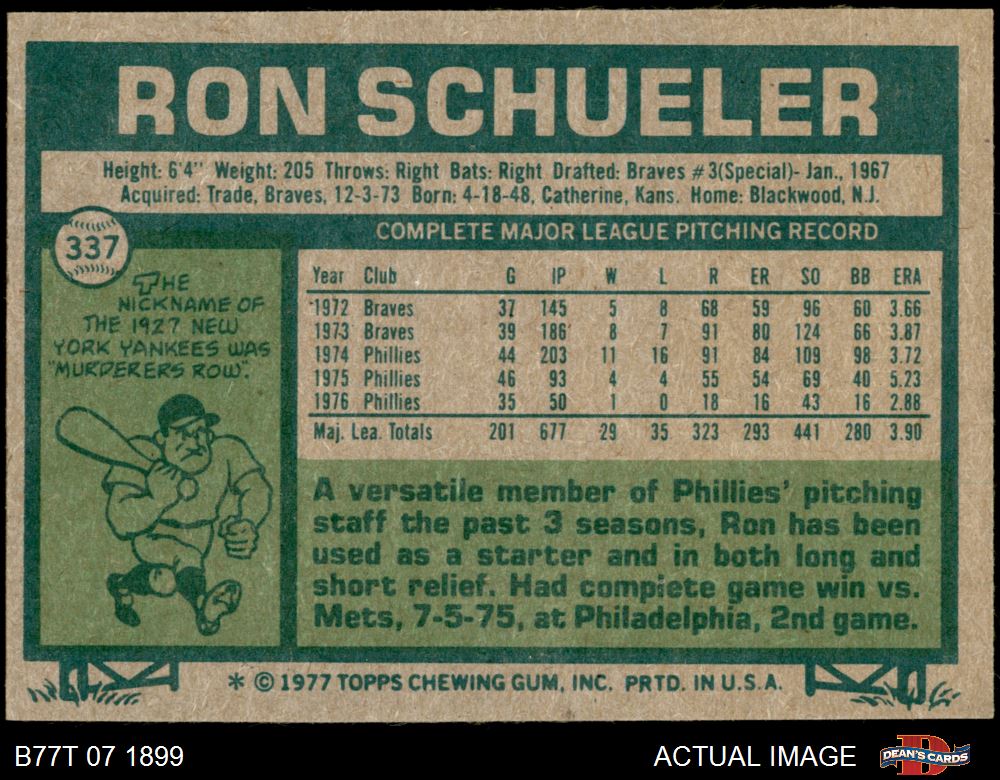 RON SCHUELER
Height: 6'4" Weight: 205 Throws: Right Bats: Right Drafted: Braves #3(Special)- Jan., 1967
Acquired: Trade, Braves, 12-3-73 Born: 4-18-48, Catherine, Kans. Home: Blackwood, N.J.
337
THE
NICKNAME OF
THE 1927 NEW
YORK YANKEES WAS
"MURDERERS ROW".
COMPLETE MAJOR LEAGUE PITCHING RECORD
Year Club G IP W L R ER SO BB ERA
1972 Braves 37 145 5 8 68 59 96 60 3.66
1973 Braves 39 186 8 7 91 80 124 66 3.87
1974 Phillies 44 203 11 16 91 84 109 98 3.72
1975 Phillies 46 93 4 4 55 54 69 40 5.23
1976 Phillies 35 50 1 0 18 16 43 16 2.88
Maj. Lea. Totals 201 677 29 35 323 293 441 280 3.90
A versatile member of Phillies' pitching
staff the past 3 seasons, Ron has been
used as a starter and in both long and
short relief. Had complete game win vs.
Mets, 7-5-75, at Philadelphia, 2nd game.
* © 1977 TOPPS CHEWING GUM, INC. PRTD. IN U.S.A.
B77T 07 1899
ACTUAL IMAGE
D
DEAN'S CARDS